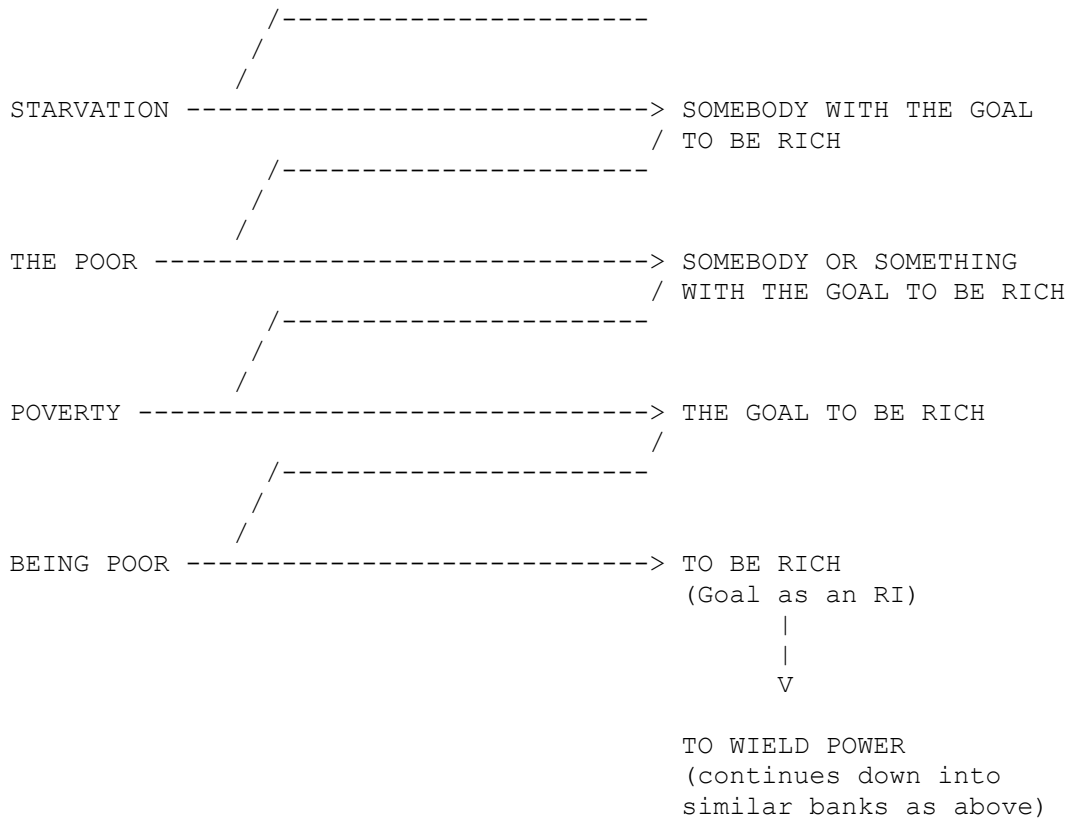 /-----------------------
/
/
STARVATION -----------------------------> SOMEBODY WITH THE GOAL
/ TO BE RICH
/-----------------------
/
/
THE POOR -------------------------------> SOMEBODY OR SOMETHING
/ WITH THE GOAL TO BE RICH
/-----------------------
/
/
POVERTY --------------------------------> THE GOAL TO BE RICH
/
/-----------------------
/
/
BEING POOR -----------------------------> TO BE RICH
(Goal as an RI)
|
|
V
TO WIELD POWER
(continues down into
similar banks as above)